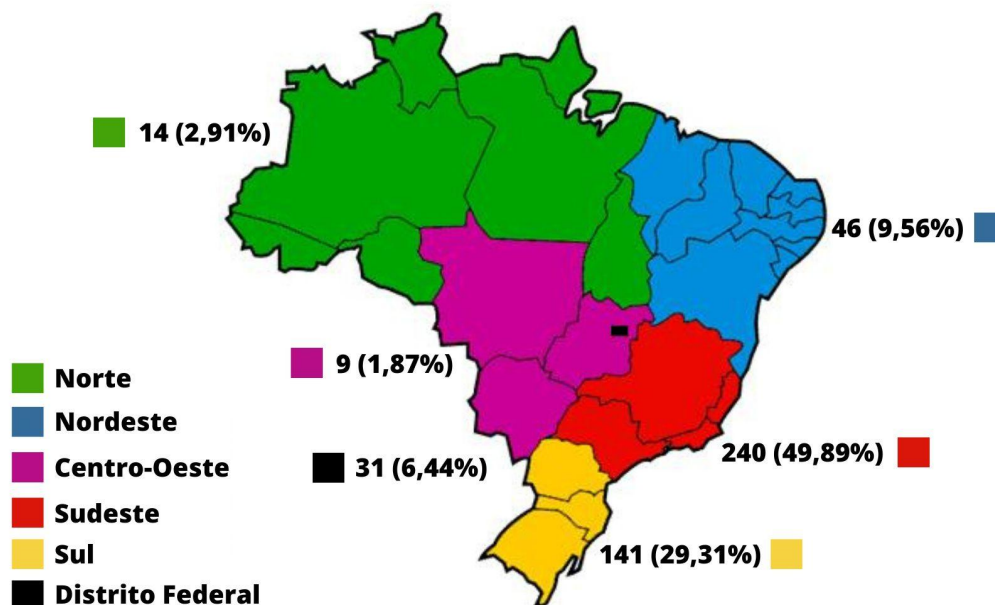 14 (2,91%)
46 (9,56%)
9 (1,87%)
31 (6,44%)
240 (49,89%)
141 (29,31%)
Norte
Nordeste
Centro-Oeste
Sudeste
Sul
Distrito Federal